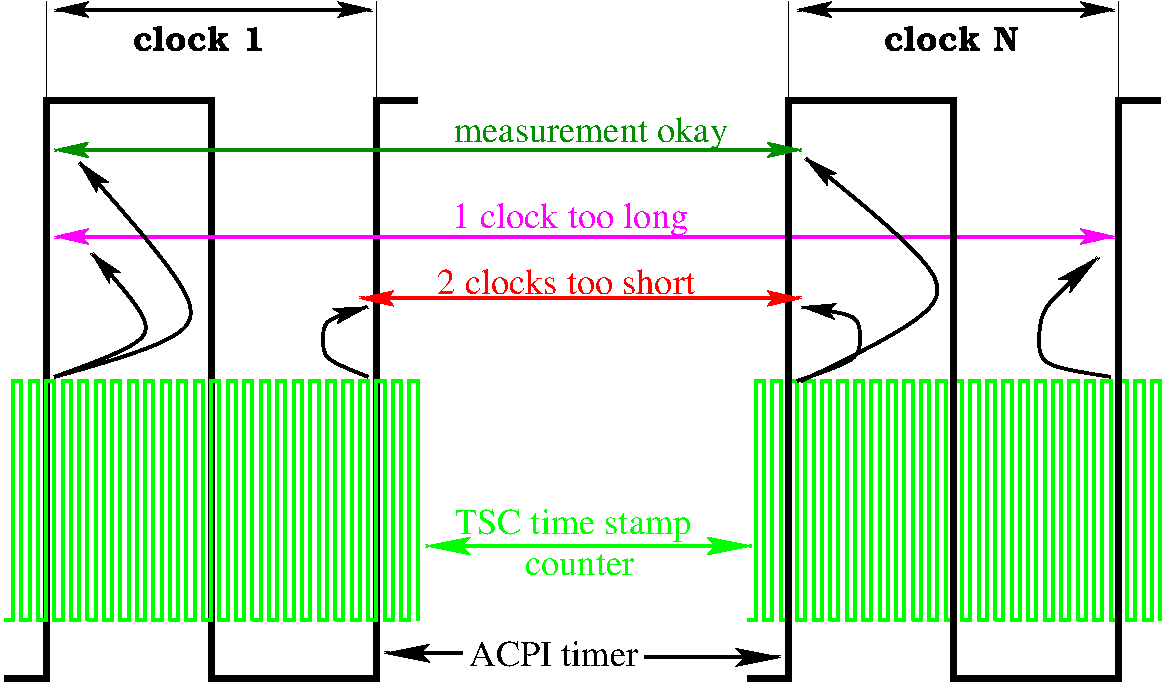 clock 1
clock N
measurement okay
1 clock too long
2 clocks too short
TSC time stamp
counter
ACPI timer